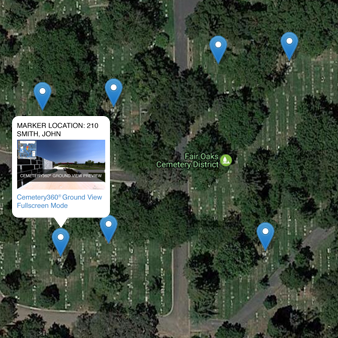 MARKER LOCATION: 210
SMITH, JOHN
CEMETERY360° GROUND VIEW PREVIEW
Cemetery360° Ground View
Fullscreen Mode
Fair Oaks
Cemetery District